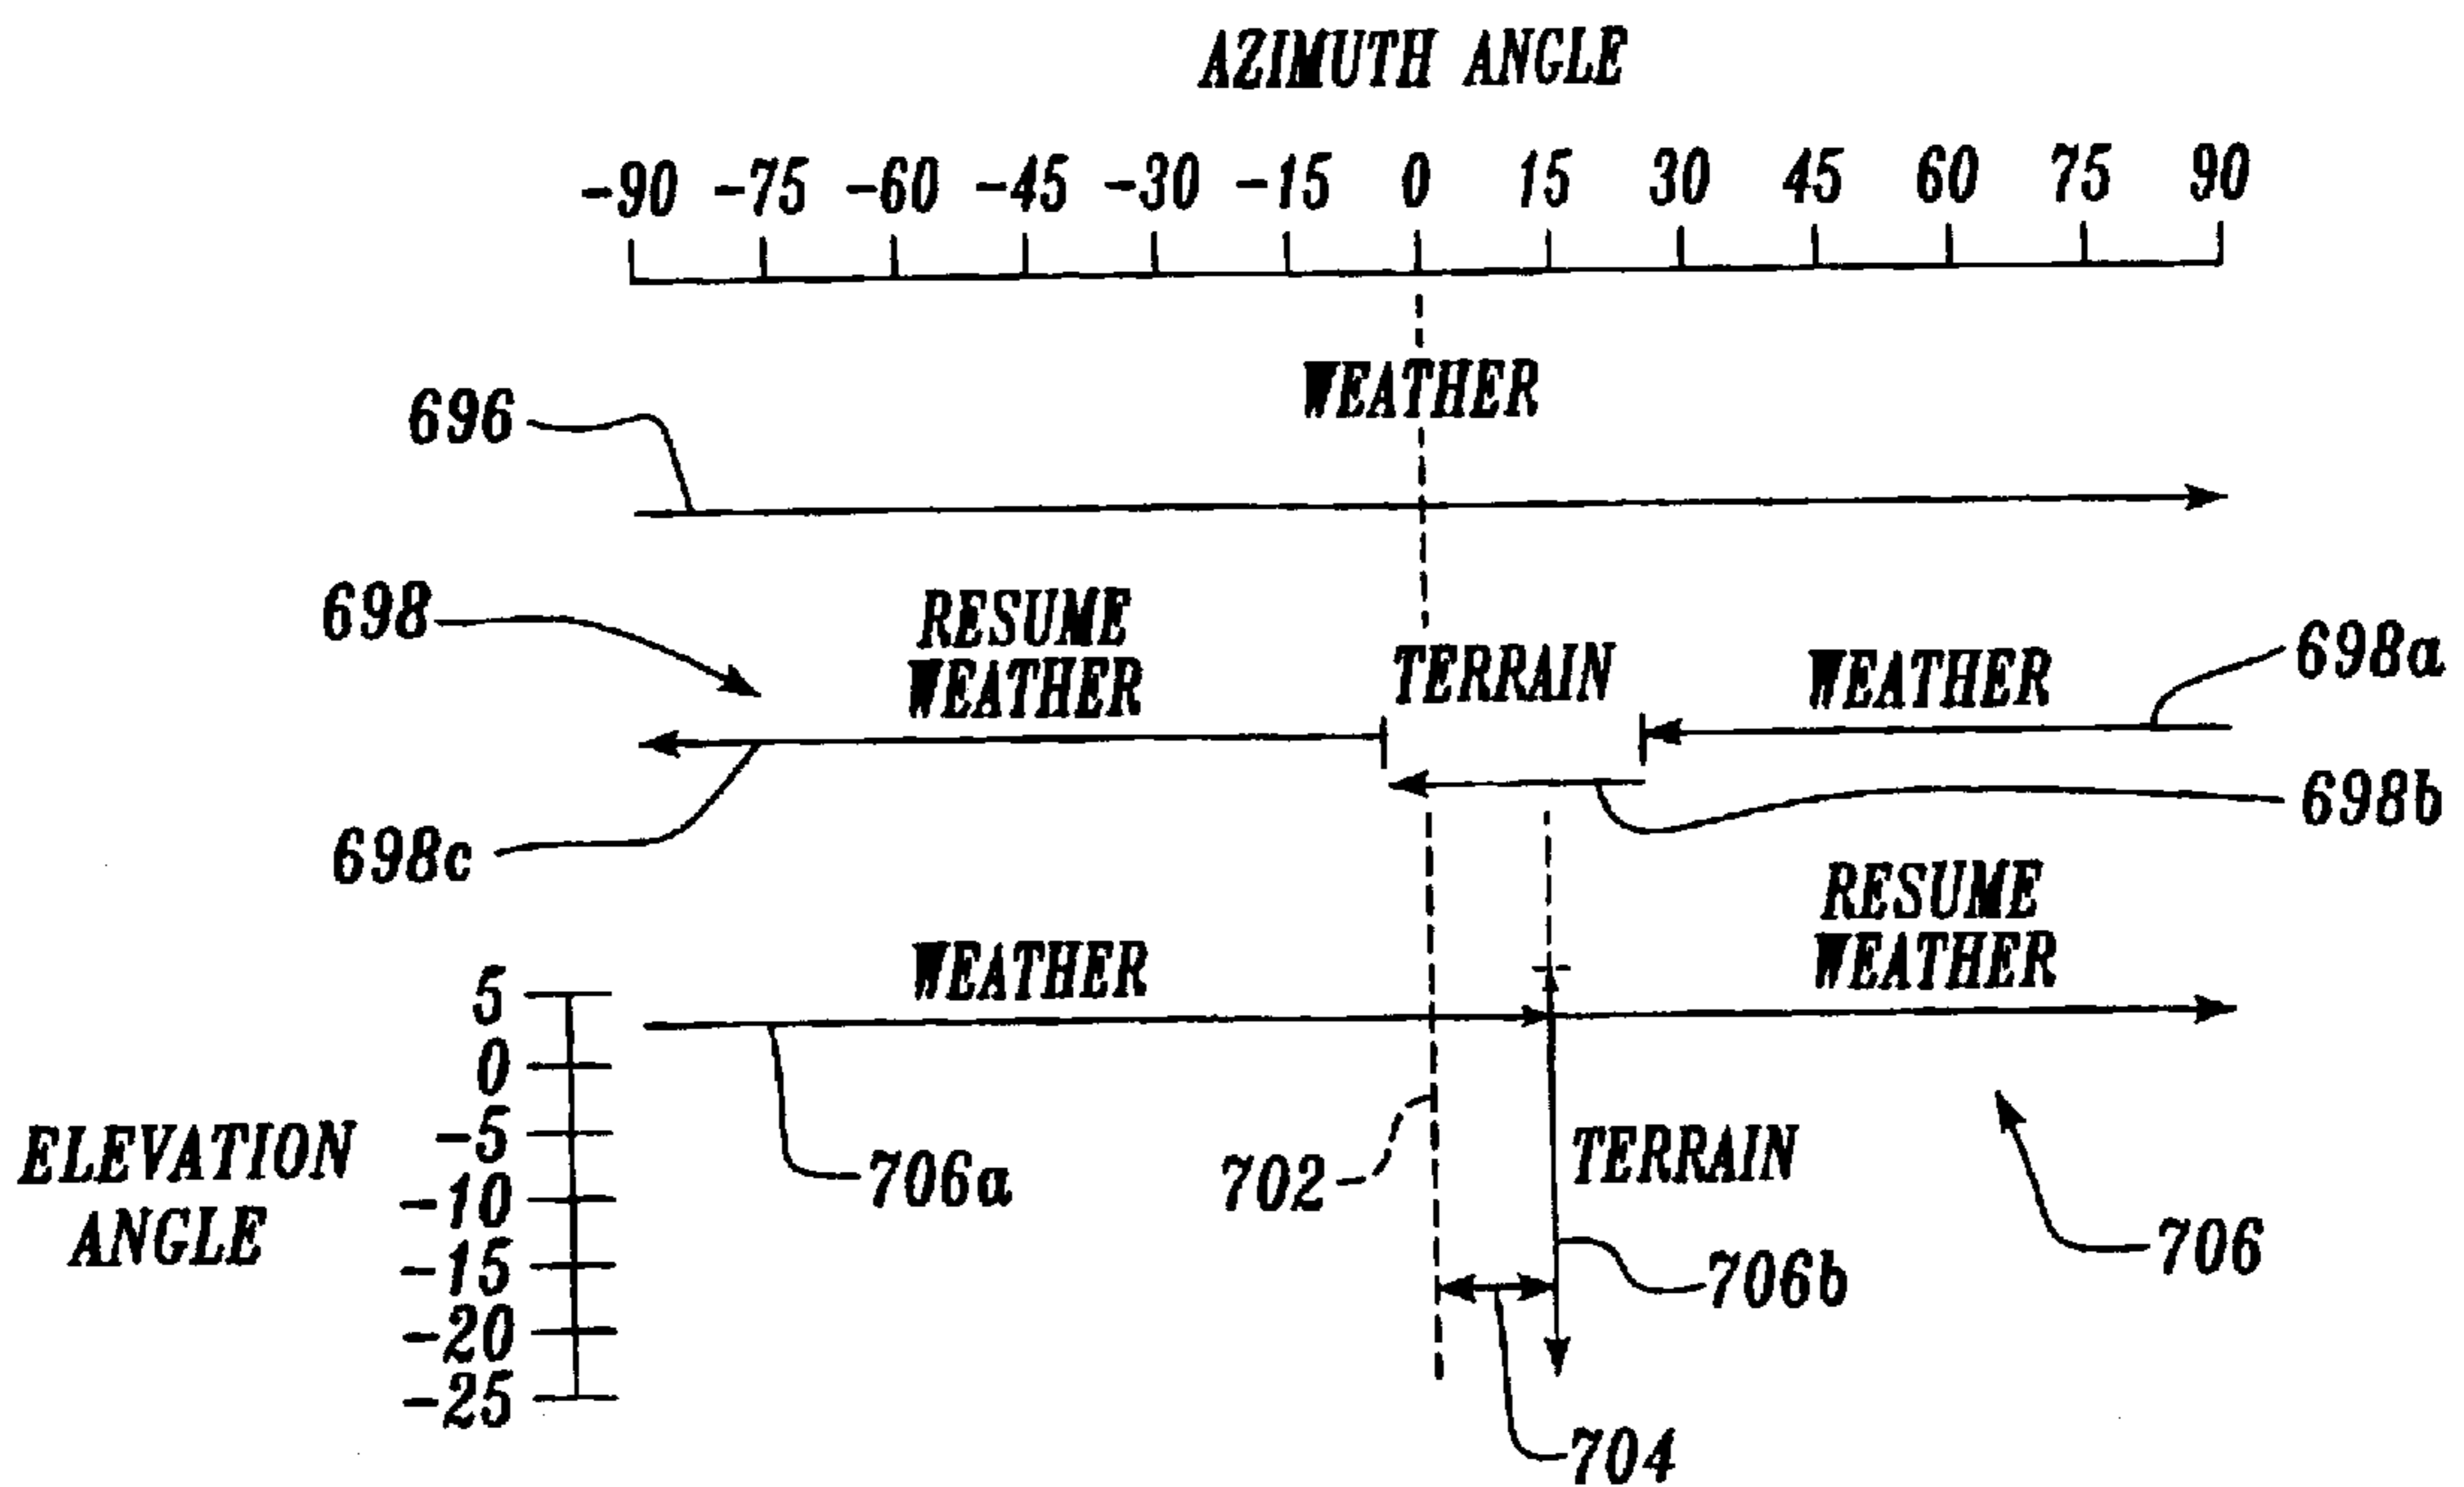 AZIMUTH ANGLE
-90 -75 -60 -45 -30 -15 0 15 30 45 60 75 90
WEATHER
696
698
RESUME
WEATHER
TERRAIN
WEATHER
698a
698b
698c
RESUME
WEATHER
WEATHER
5
0
-5
-10
-15
-20
-25
ELEVATION
ANGLE
706a
702
TERRAIN
706b
706
704